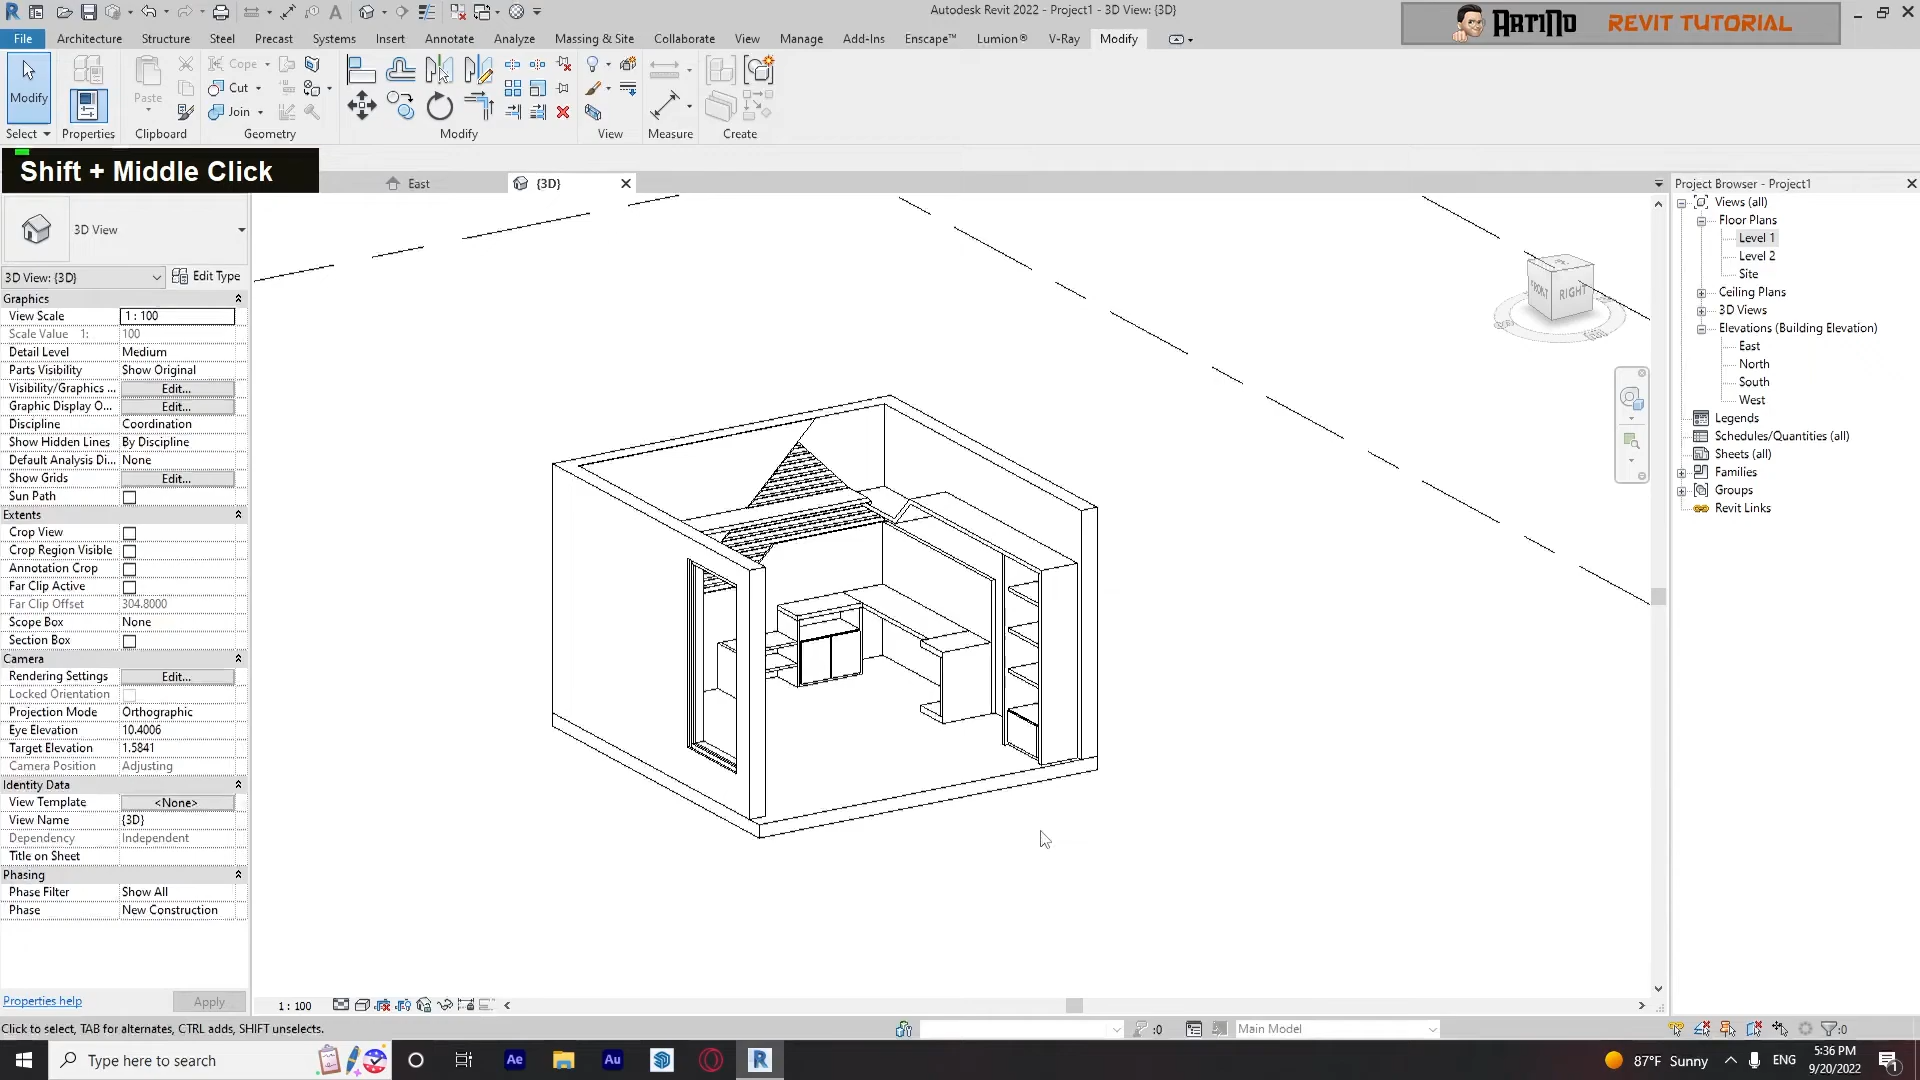 Autodesk Revit 2022 - Project1 - 3D View: {3D}
ARTINO REVIT TUTORIAL
File Architecture Structure Steel Precast Systems Insert Annotate Analyze Massing & Site Collaborate View Manage Add-Ins Enscape™ Lumion® V-Ray Modify
Modify
Paste
Cope
Cut
Join
Select Properties Clipboard Geometry Modify View Measure Create
Shift + Middle Click
East
{3D}
3D View
3D View: {3D}
Edit Type
Graphics
View Scale 1 : 100
Scale Value 1: 100
Detail Level Medium
Parts Visibility Show Original
Visibility/Graphics ... Edit...
Graphic Display O... Edit...
Discipline Coordination
Show Hidden Lines By Discipline
Default Analysis Di... None
Show Grids Edit...
Sun Path
Extents
Crop View
Crop Region Visible
Annotation Crop
Far Clip Active
Far Clip Offset 304.8000
Scope Box None
Section Box
Camera
Rendering Settings Edit...
Locked Orientation
Projection Mode Orthographic
Eye Elevation 10.4006
Target Elevation 1.5841
Camera Position Adjusting
Identity Data
View Template <None>
View Name {3D}
Dependency Independent
Title on Sheet
Phasing
Phase Filter Show All
Phase New Construction
Properties help
Apply
FRONT RIGHT
Project Browser - Project1
Views (all)
Floor Plans
Level 1
Level 2
Site
Ceiling Plans
3D Views
Elevations (Building Elevation)
East
North
South
West
Legends
Schedules/Quantities (all)
Sheets (all)
Families
Groups
Revit Links
1 : 100
Click to select, TAB for alternates, CTRL adds, SHIFT unselects.
:0
Main Model
:0
Type here to search
Ae
Au
R
87°F Sunny
ENG
5:36 PM
9/20/2022
1